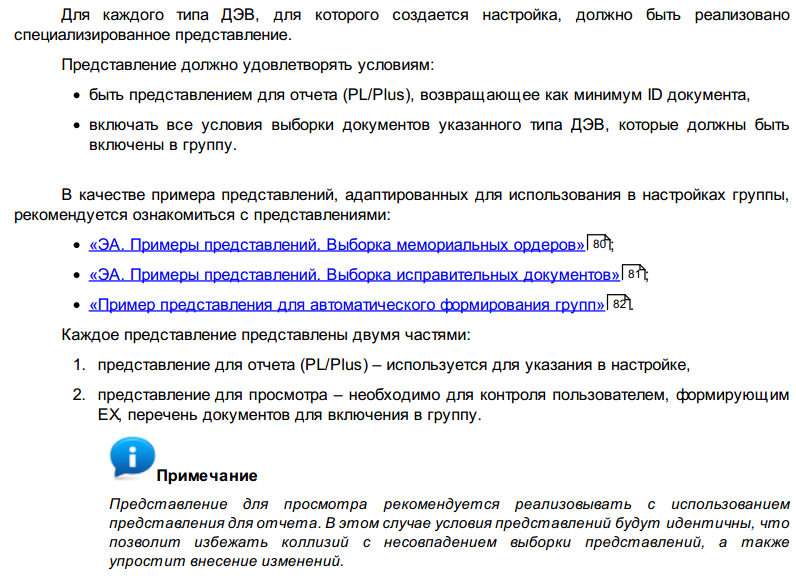 Для каждого типа ДЭВ, для которого создается настройка, должно быть реализовано
специализированное представление.
Представление должно удовлетворять условиям:
• быть представлением для отчета (PL/Plus), возвращающее как минимум ID документа,
• включать все условия выборки документов указанного типа ДЭВ, которые должны быть
включены в группу.
В качестве примера представлений, адаптированных для использования в настройках группы,
рекомендуется ознакомиться с представлениями:
• «ЭА. Примеры представлений. Выборка мемориальных ордеров» 80;
• «ЭА. Примеры представлений. Выборка исправительных документов» 81;
• «Пример представления для автоматического формирования групп» 82.
Каждое представление представлены двумя частями:
1. представление для отчета (PL/Plus) – используется для указания в настройке,
2. представление для просмотра – необходимо для контроля пользователем, формирующим
ЕХ, перечень документов для включения в группу.
Примечание
Представление для просмотра рекомендуется реализовывать с использованием
представления для отчета. В этом случае условия представлений будут идентичны, что
позволит избежать коллизий с несовпадением выборки представлений, а также
упростит внесение изменений.